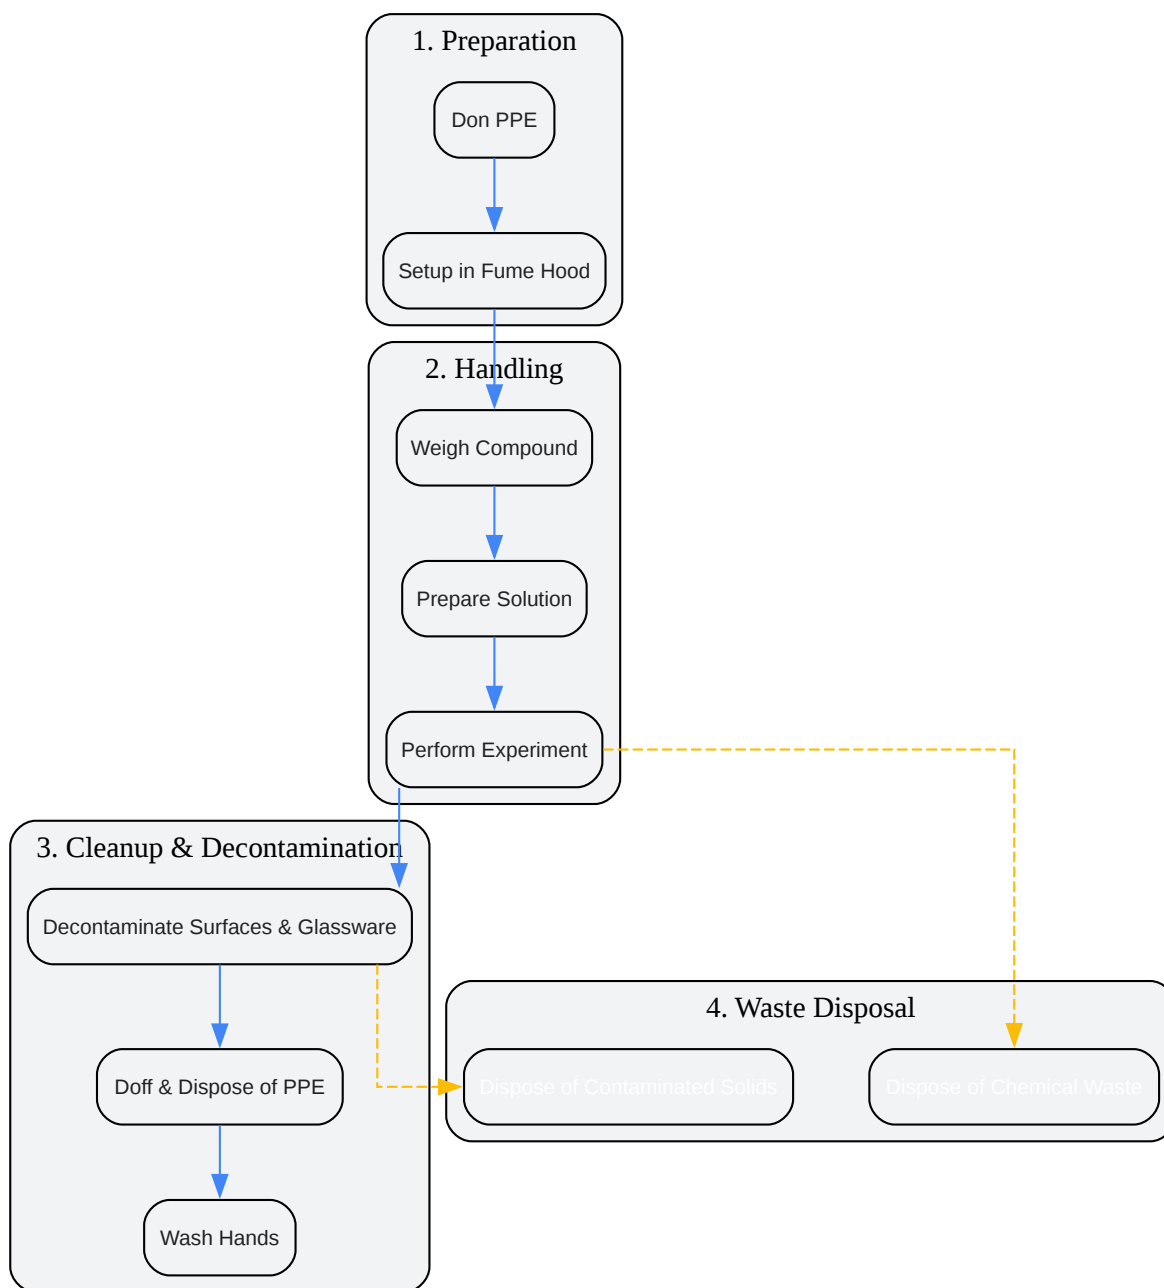 1. Preparation
Don PPE
Setup in Fume Hood
2. Handling
Weigh Compound
Prepare Solution
Perform Experiment
3. Cleanup & Decontamination
Decontaminate Surfaces & Glassware
Doff & Dispose of PPE
Wash Hands
4. Waste Disposal
Dispose of Contaminated Solids
Dispose of Chemical Waste